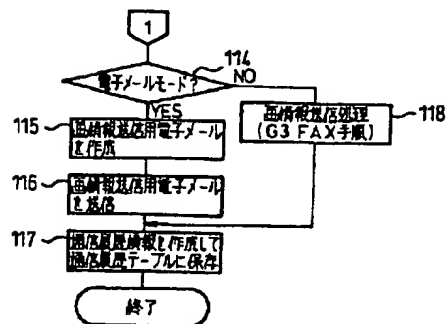 1
114
電子メールモード?
NO
YES
115
画情報送信用電子メール
を作成
画情報送信処理
(G3 FAX手順)
118
116
画情報送信用電子メール
を送信
117
通信履歴情報を作成して
通信履歴テーブルに保存
終了